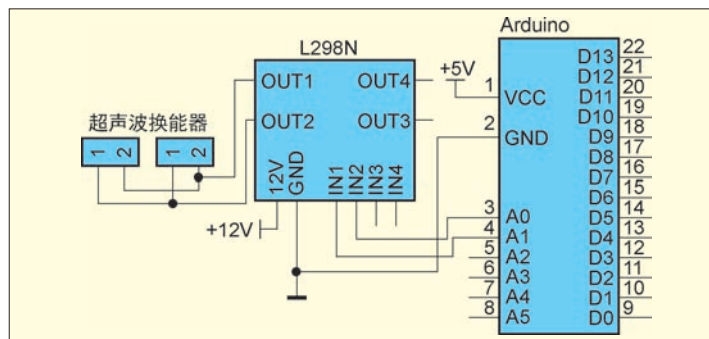 Arduino
L298N
OUT1 OUT4
OUT2 OUT3
12V GND IN1 IN2 IN3 IN4
超声波换能器
1 2 1 2
+12V
+5V
1 VCC
2 GND
3 A0
4 A1
5 A2
6 A3
7 A4
8 A5
D13 22
D12 21
D11 20
D10 19
D9 18
D8 17
D7 16
D6 15
D5 14
D4 13
D3 12
D2 11
D1 10
D0 9